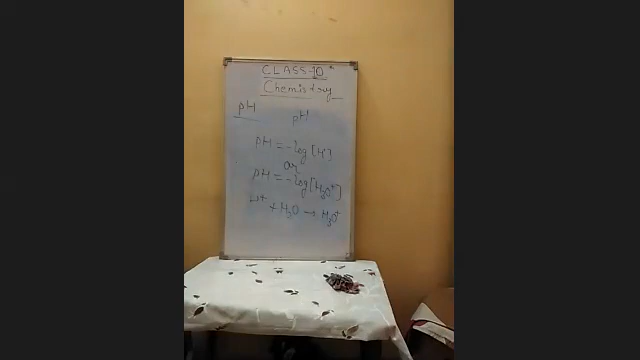 CLASS-10
Chemistry
pH
pH
pH = -log [H⁺]
or
pH = -log [H₃O⁺]
H⁺ + H₂O → H₃O⁺